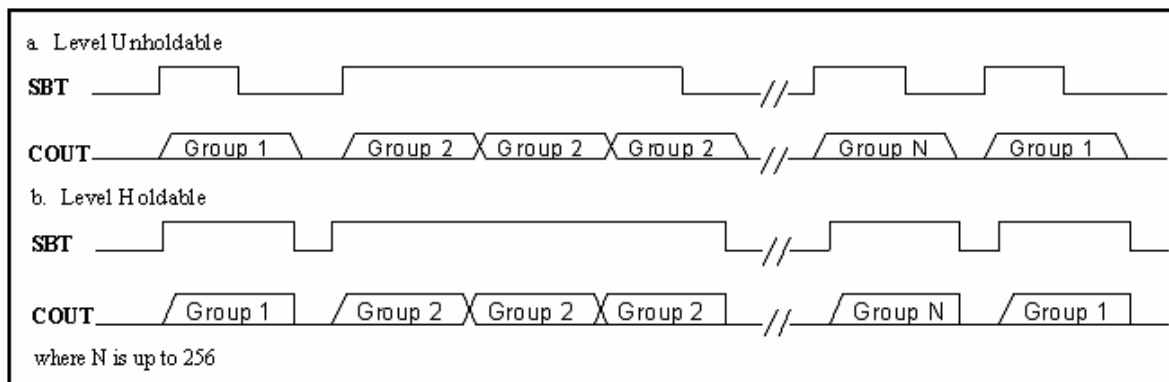 a. Level Unholdable
SBT
COUT Group 1 Group 2 Group 2 Group 2 // Group N Group 1
b. Level Holdable
SBT
COUT Group 1 Group 2 Group 2 Group 2 // Group N Group 1
where N is up to 256